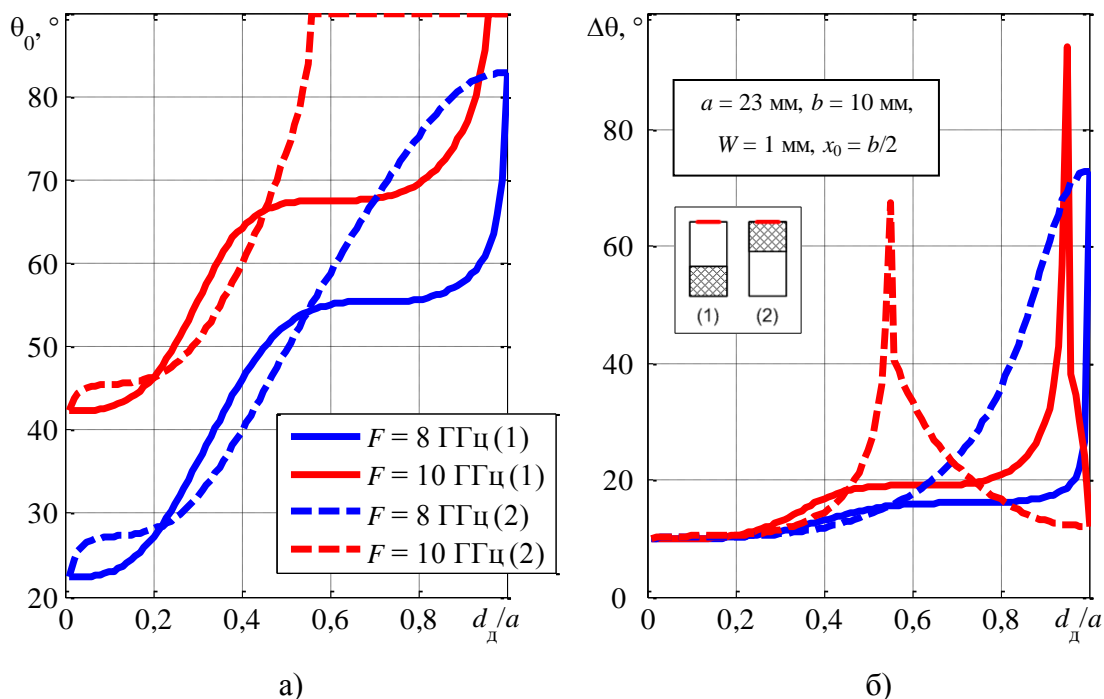 θ₀, °
80
70
60
50
40
30
20
0
0,2
0,4
0,6
0,8
d_д/a
F = 8 ГГц (1)
F = 10 ГГц (1)
F = 8 ГГц (2)
F = 10 ГГц (2)
а)
Δθ, °
80
60
40
20
0
0
0,2
0,4
0,6
0,8
d_д/a
a = 23 мм, b = 10 мм,
W = 1 мм, x₀ = b/2
(1) (2)
б)